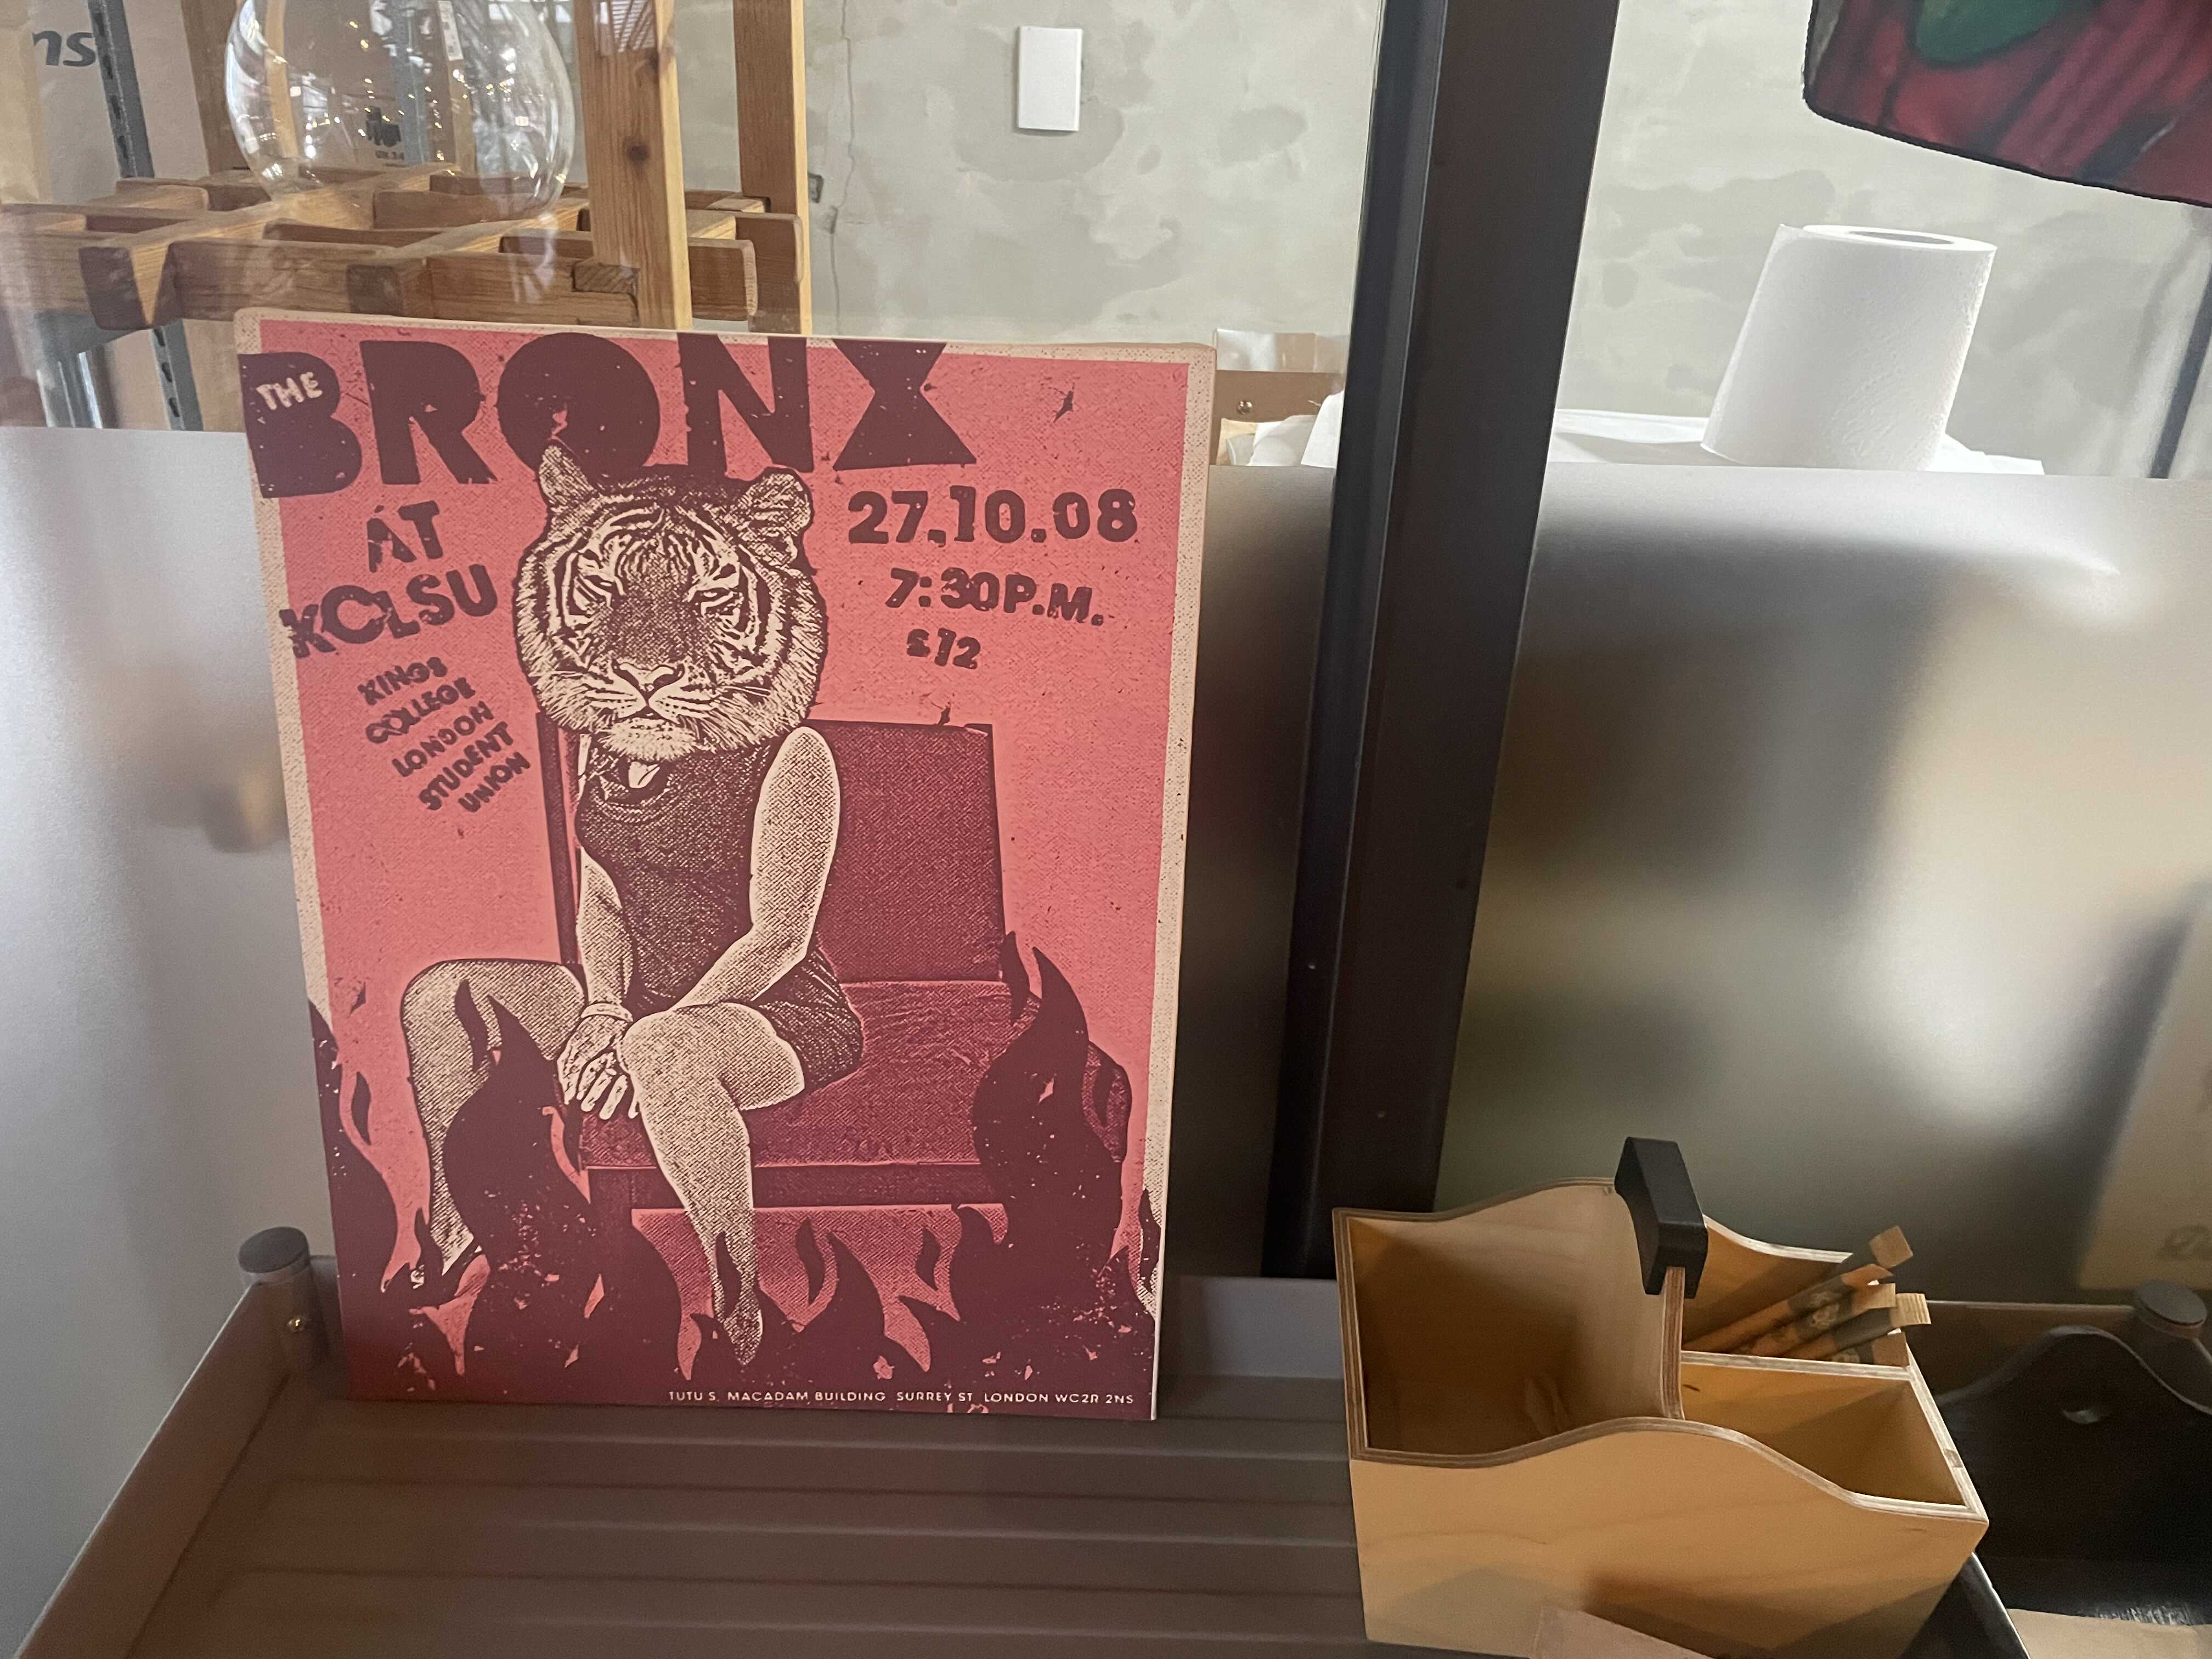 THE
BRONX
AT
KCLSU
KINGS
COLLEGE
LONDON
STUDENT
UNION
27.10.08
7:30P.M.
£12
TUTU S, MACADAM BUILDING SURREY ST, LONDON WC2R 2NS